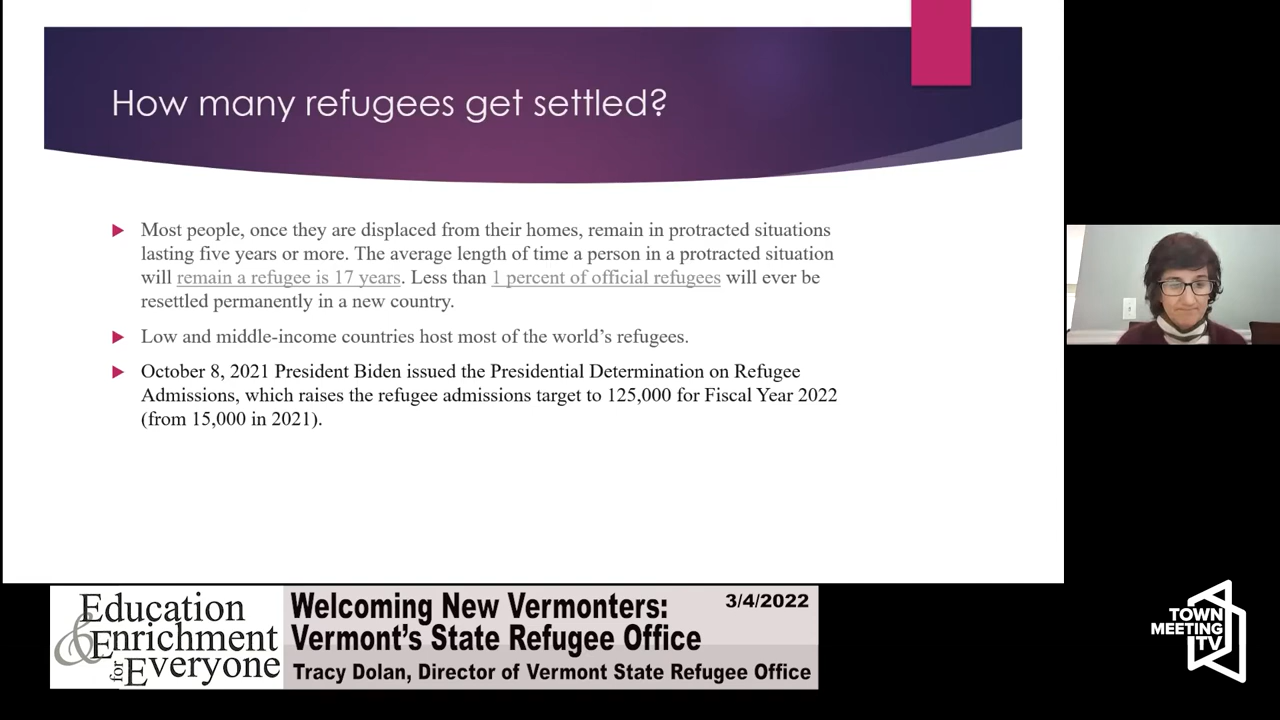 How many refugees get settled?
Most people, once they are displaced from their homes, remain in protracted situations
lasting five years or more. The average length of time a person in a protracted situation
will remain a refugee is 17 years. Less than 1 percent of official refugees will ever be
resettled permanently in a new country.
Low and middle-income countries host most of the world’s refugees.
October 8, 2021 President Biden issued the Presidential Determination on Refugee
Admissions, which raises the refugee admissions target to 125,000 for Fiscal Year 2022
(from 15,000 in 2021).
Education
& Enrichment
for Everyone
Welcoming New Vermonters:
3/4/2022
Vermont’s State Refugee Office
Tracy Dolan, Director of Vermont State Refugee Office
TOWN
MEETING
TV